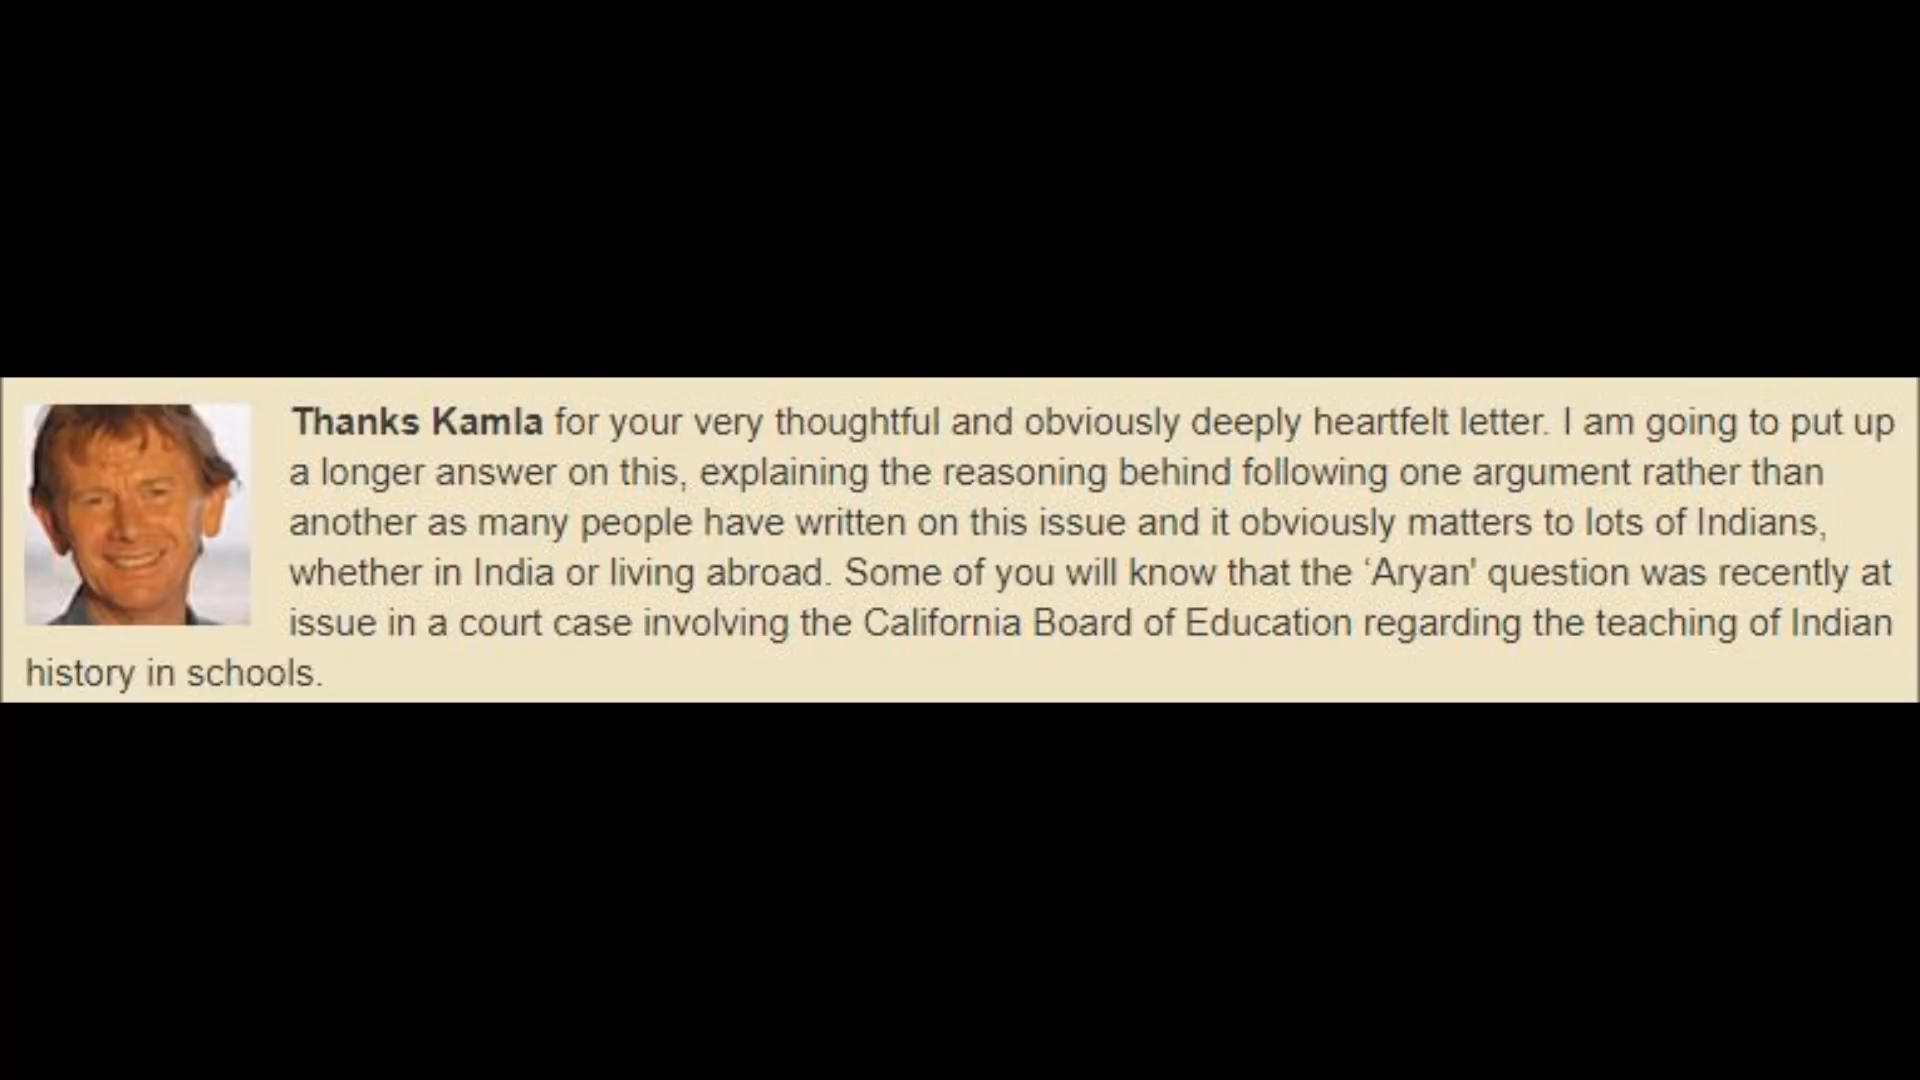 Thanks Kamla for your very thoughtful and obviously deeply heartfelt letter. I am going to put up
a longer answer on this, explaining the reasoning behind following one argument rather than
another as many people have written on this issue and it obviously matters to lots of Indians,
whether in India or living abroad. Some of you will know that the ‘Aryan' question was recently at
issue in a court case involving the California Board of Education regarding the teaching of Indian
history in schools.